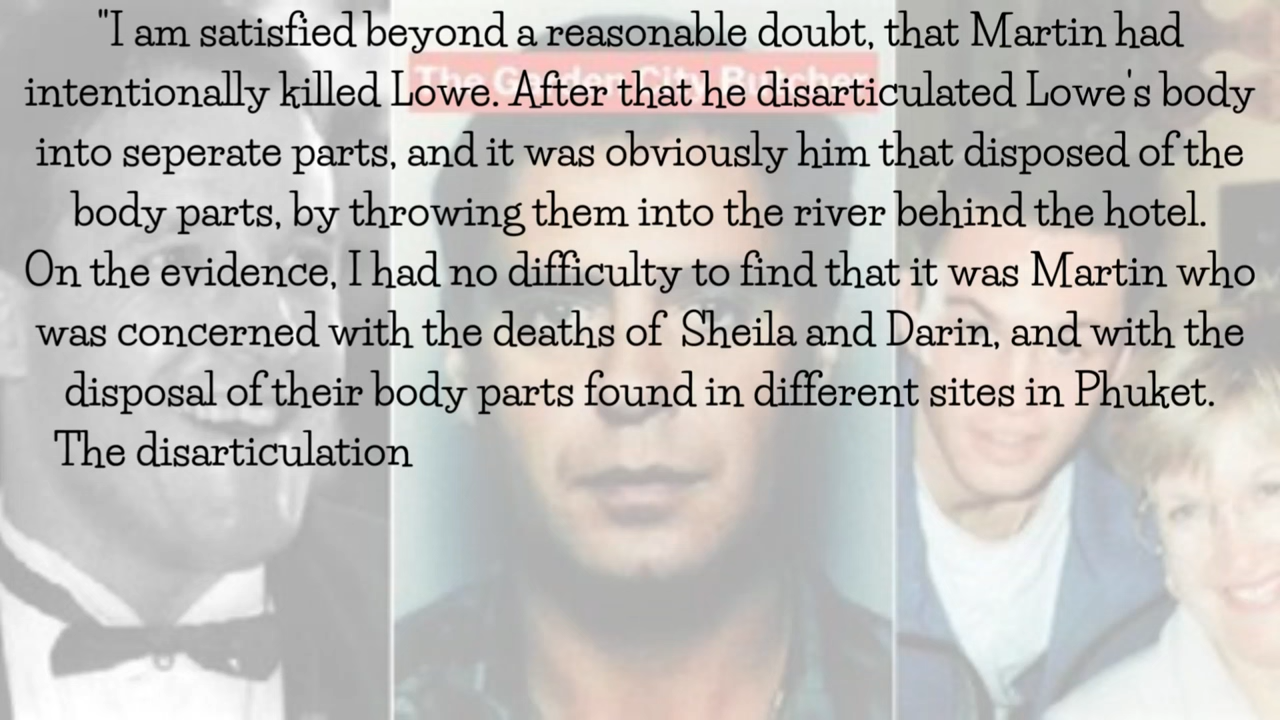 "I am satisfied beyond a reasonable doubt, that Martin had
intentionally killed Lowe. After that he disarticulated Lowe's body
into seperate parts, and it was obviously him that disposed of the
body parts, by throwing them into the river behind the hotel.
On the evidence, I had no difficulty to find that it was Martin who
was concerned with the deaths of Sheila and Darin, and with the
disposal of their body parts found in different sites in Phuket.
The disarticulation
The Garden City Butcher